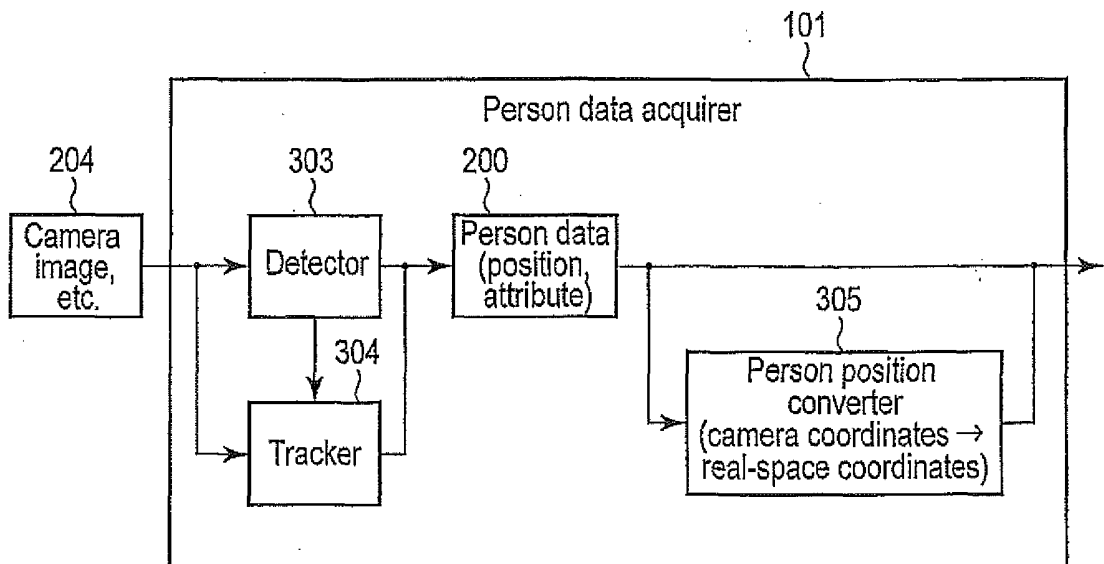 101
Person data acquirer
204
303
200
Camera
image,
etc.
Detector
Person data
(position,
attribute)
304
305
Tracker
Person position
converter
(camera coordinates →
real-space coordinates)